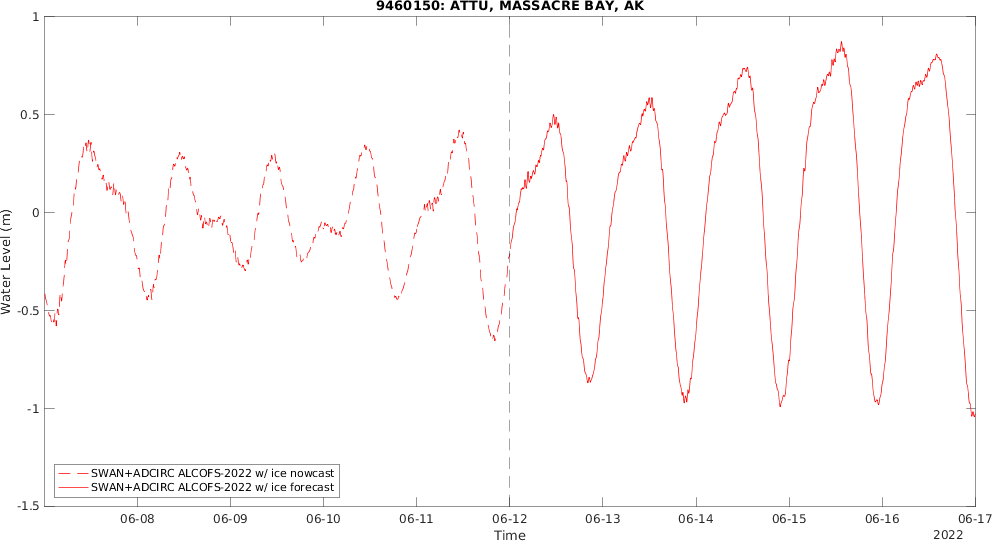 9460150: ATTU, MASSACRE BAY, AK
1
0.5
0
-0.5
-1
-1.5
Water Level (m)
SWAN+ADCIRC ALCOFS-2022 w/ ice nowcast
SWAN+ADCIRC ALCOFS-2022 w/ ice forecast
06-08 06-09 06-10 06-11 06-12 06-13 06-14 06-15 06-16 06-17
Time
2022